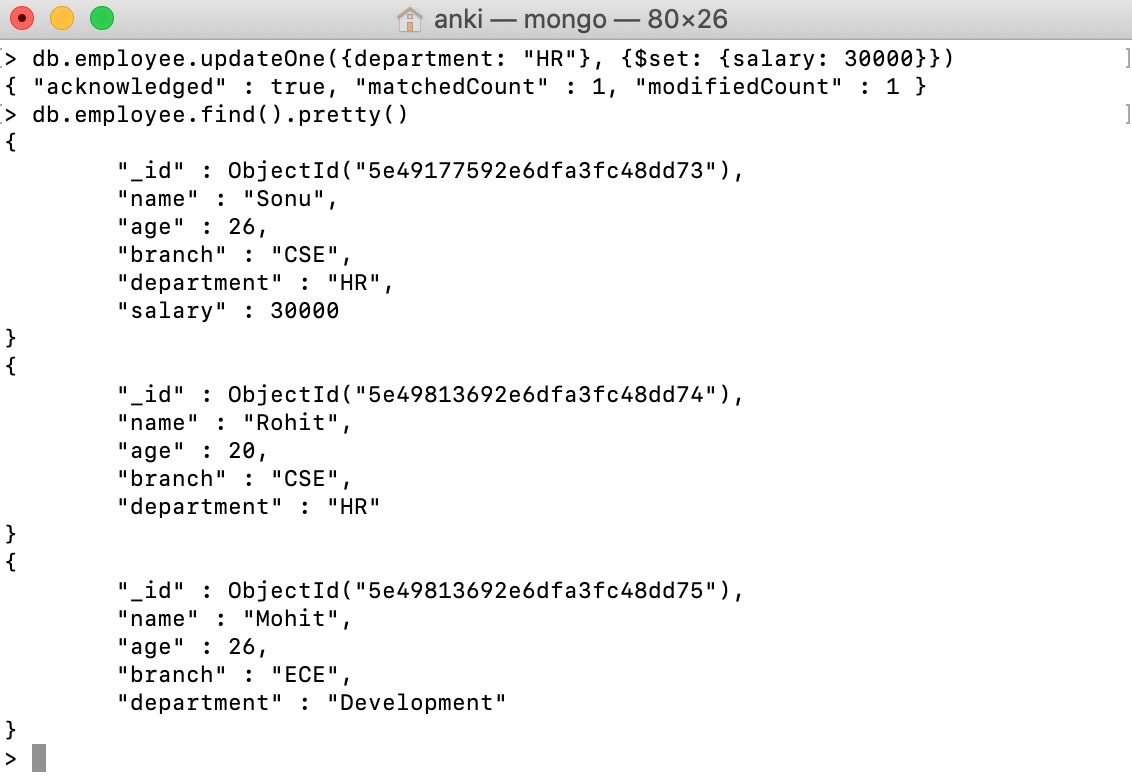 anki — mongo — 80×26
[> db.employee.updateOne({department: "HR"}, {$set: {salary: 30000}}) ]
{ "acknowledged" : true, "matchedCount" : 1, "modifiedCount" : 1 }
[> db.employee.find().pretty() ]
{
        "_id" : ObjectId("5e49177592e6dfa3fc48dd73"),
        "name" : "Sonu",
        "age" : 26,
        "branch" : "CSE",
        "department" : "HR",
        "salary" : 30000
}
{
        "_id" : ObjectId("5e49813692e6dfa3fc48dd74"),
        "name" : "Rohit",
        "age" : 20,
        "branch" : "CSE",
        "department" : "HR"
}
{
        "_id" : ObjectId("5e49813692e6dfa3fc48dd75"),
        "name" : "Mohit",
        "age" : 26,
        "branch" : "ECE",
        "department" : "Development"
}
>